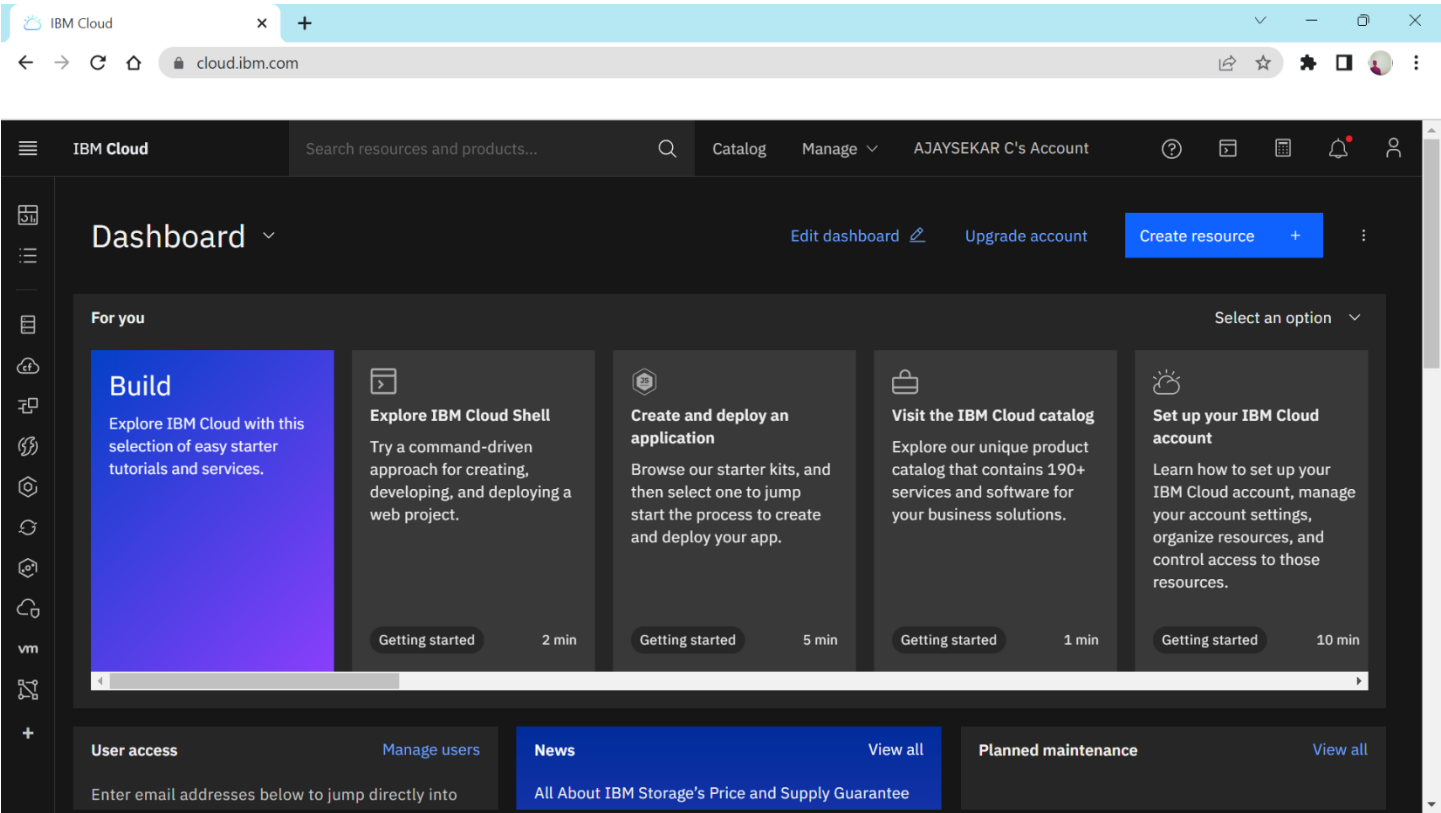 IBM Cloud
cloud.ibm.com
IBM Cloud
Search resources and products...
Catalog
Manage
AJAYSEKAR C's Account
Dashboard
Edit dashboard
Upgrade account
Create resource +
For you
Select an option
Build
Explore IBM Cloud with this
selection of easy starter
tutorials and services.
Explore IBM Cloud Shell
Try a command-driven
approach for creating,
developing, and deploying a
web project.
Getting started
2 min
Create and deploy an
application
Browse our starter kits, and
then select one to jump
start the process to create
and deploy your app.
Getting started
5 min
Visit the IBM Cloud catalog
Explore our unique product
catalog that contains 190+
services and software for
your business solutions.
Getting started
1 min
Set up your IBM Cloud
account
Learn how to set up your
IBM Cloud account, manage
your account settings,
organize resources, and
control access to those
resources.
Getting started
10 min
vm
User access
Manage users
Enter email addresses below to jump directly into
News
View all
All About IBM Storage's Price and Supply Guarantee
Planned maintenance
View all